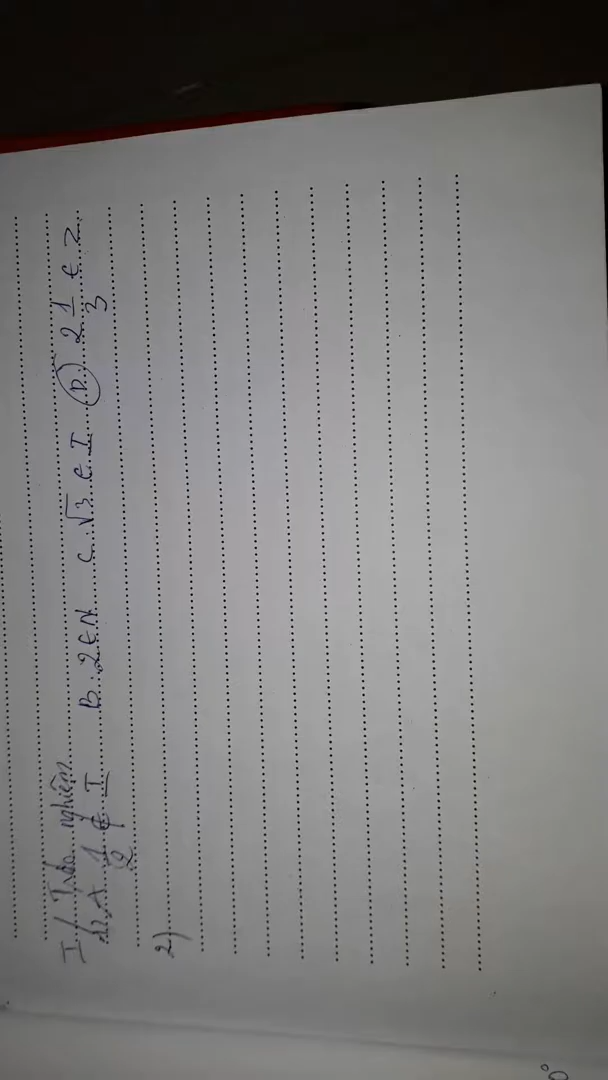 I/ Trắc nghiệm
1), A 1/2 ∉ I B. 2 ∈ N C. √3 ∈ I D. 2 1/3 ∈ Z
2)